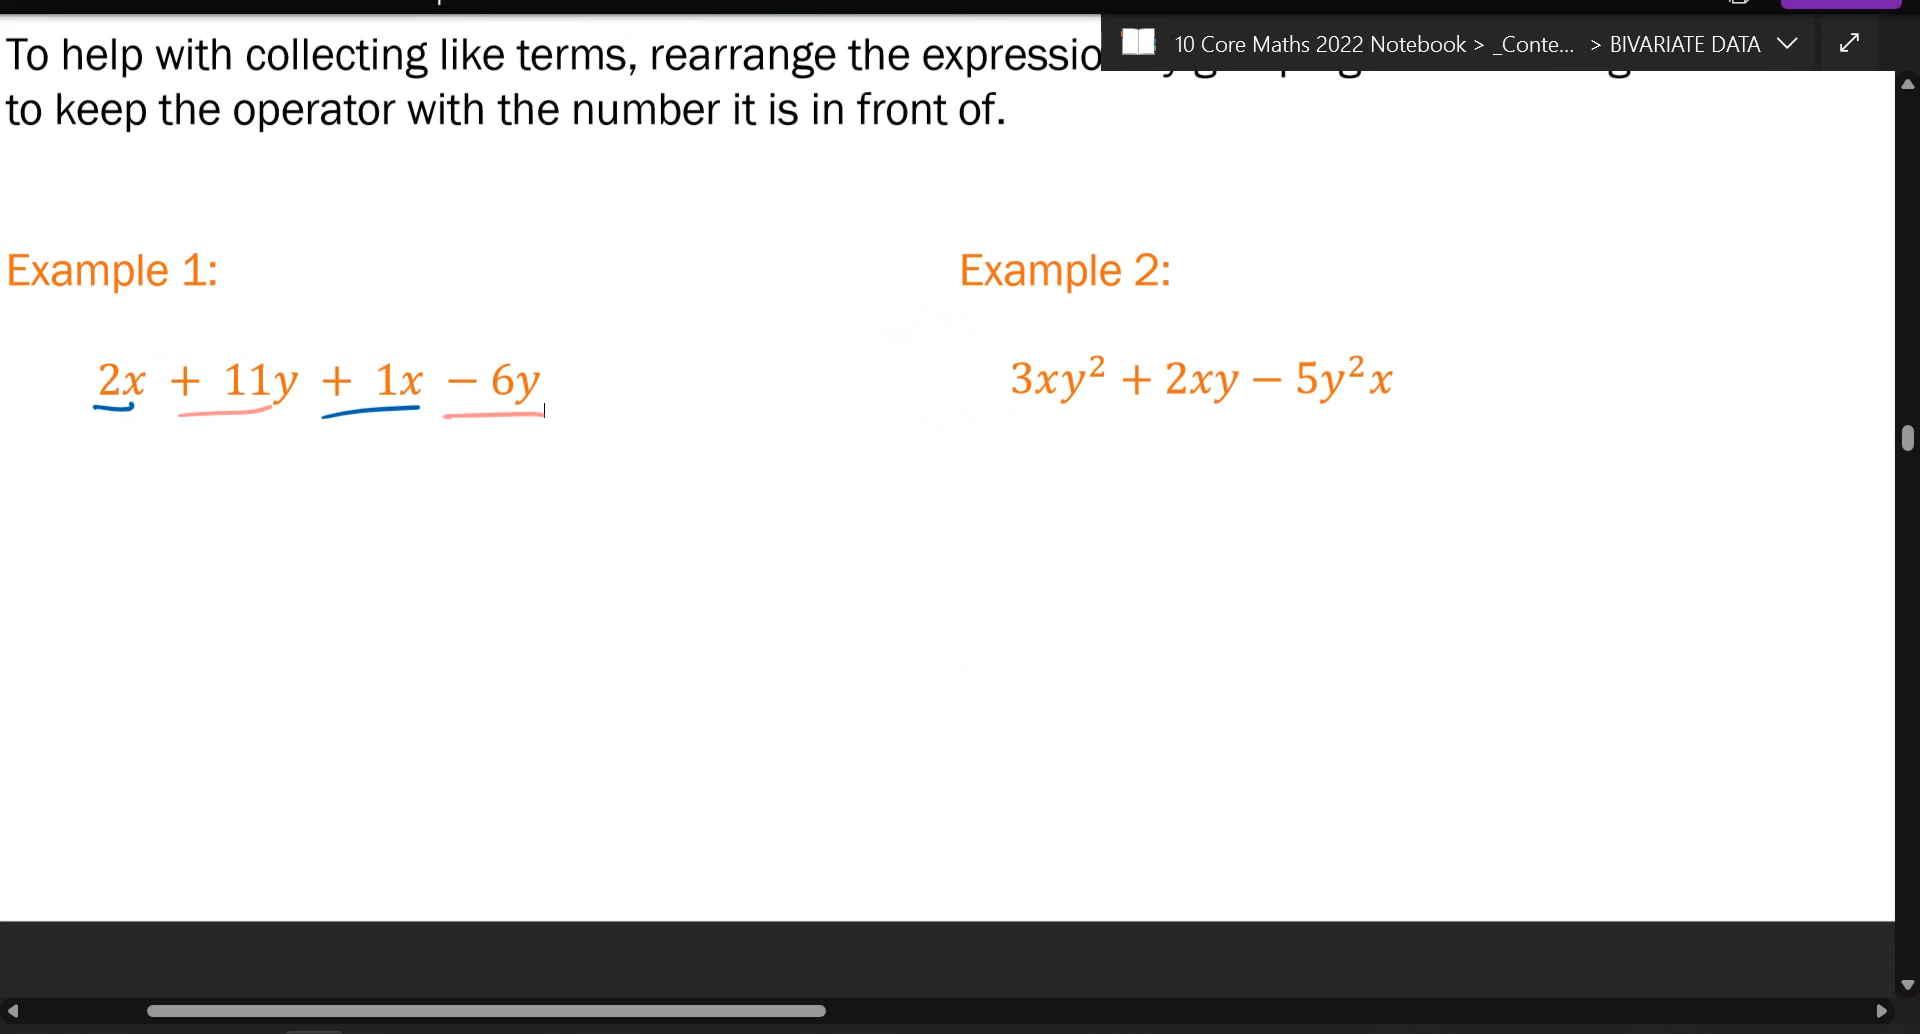 To help with collecting like terms, rearrange the expressio
to keep the operator with the number it is in front of.
10 Core Maths 2022 Notebook > _Conte... > BIVARIATE DATA
Example 1:
2x + 11y + 1x − 6y
Example 2:
3xy² + 2xy − 5y²x